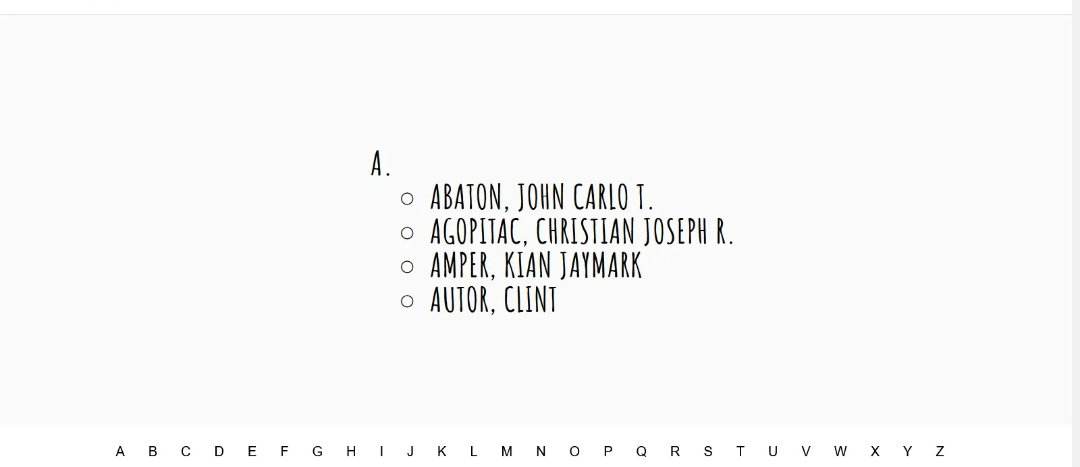 A.
ABATON, JOHN CARLO T.
AGOPITAC, CHRISTIAN JOSEPH R.
AMPER, KIAN JAYMARK
AUTOR, CLINT
A B C D E F G H I J K L M N O P Q R S T U V W X Y Z